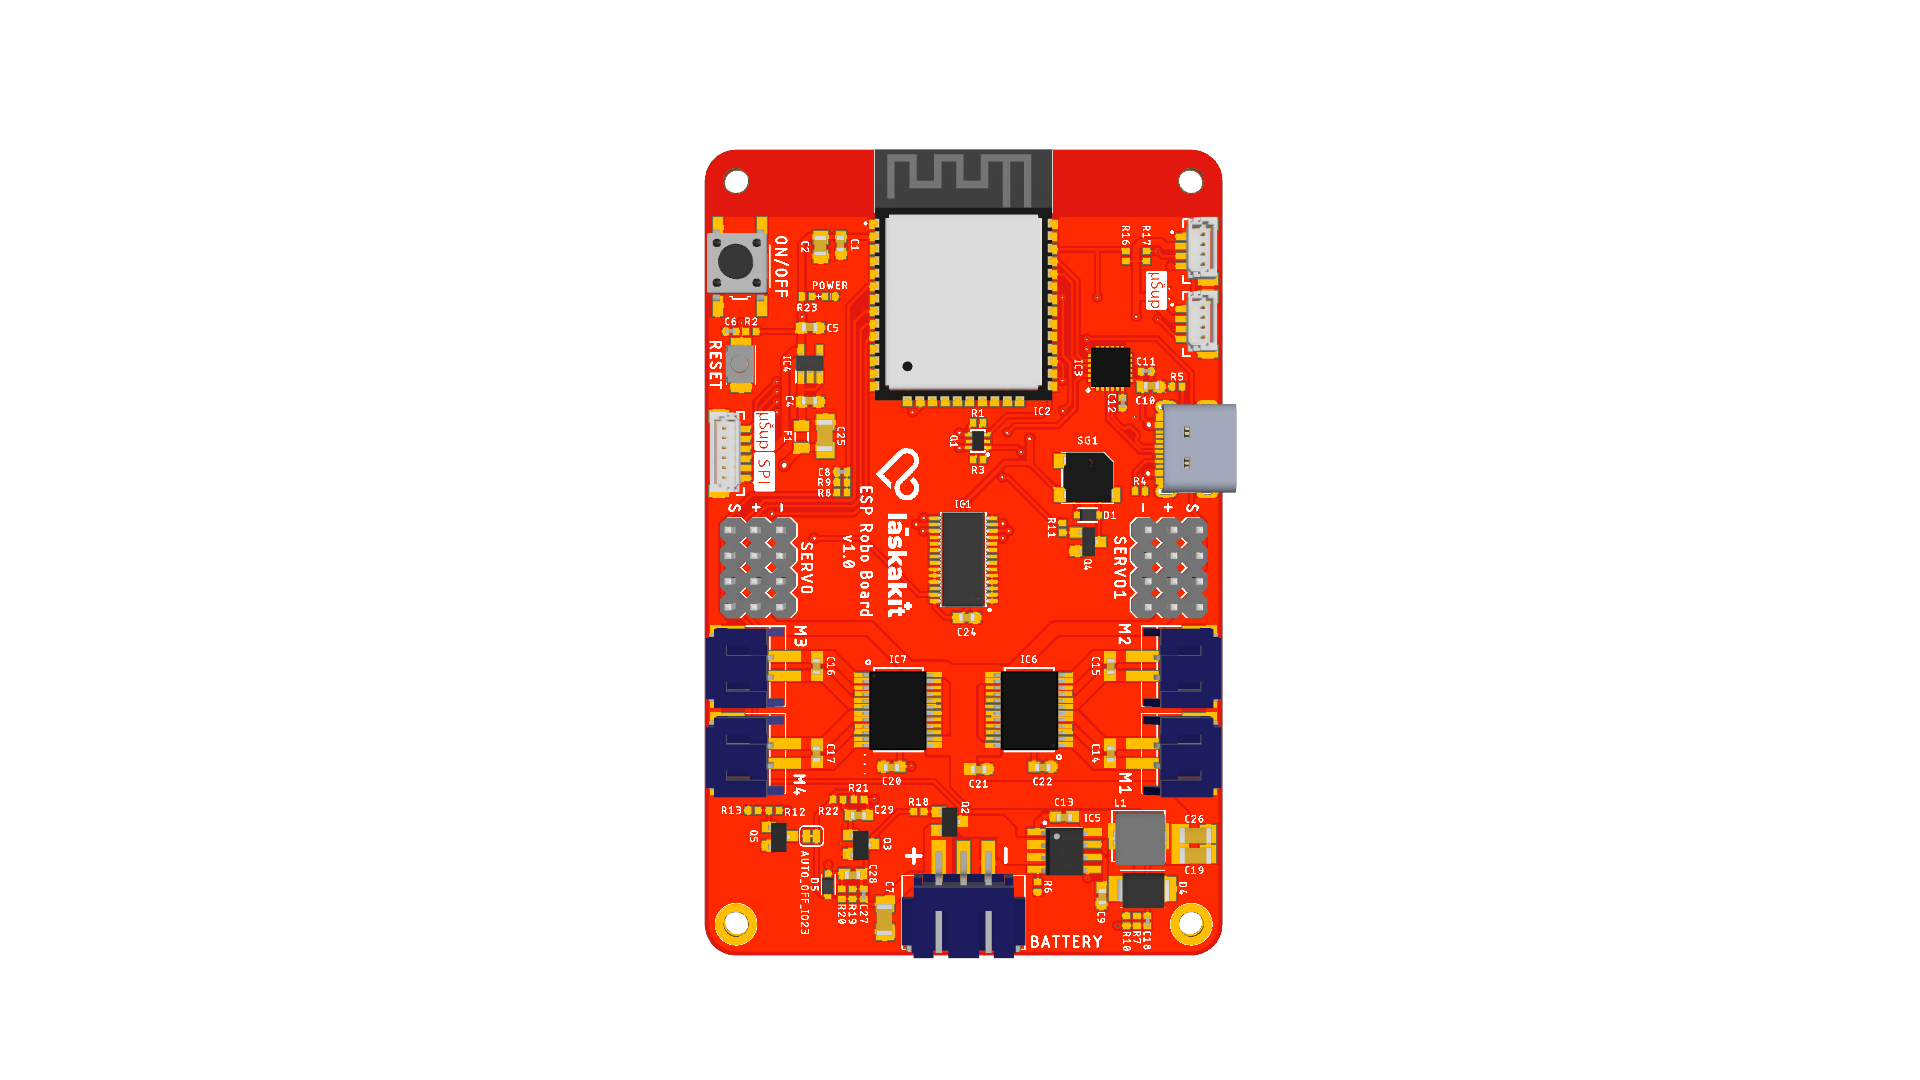 ON/OFF
C2
C1
R16
R17
μŠup
POWER
R23
C6
R2
C5
RESET
IC4
IC3
C11
R5
C10
C12
C4
IC2
R1
Q1
R3
F1
C25
μŠup
SPI
SG1
C8
R9
R8
R4
S
+
-
-
+
S
IC1
D1
R11
Q4
SERVO
SERVO1
láskakit
ESP Robo Board
v1.0
C24
M3
M2
C16
C15
IC7
IC6
C17
C14
M4
M1
C20
C21
C22
R21
R13
R12
R22
C29
R18
Q2
C13
IC5
L1
C26
Q5
Q3
+
-
C19
AUTO_OFF_IO23
D5
C28
C7
R6
D4
R20
R19
C27
C9
R10
R7
C18
BATTERY